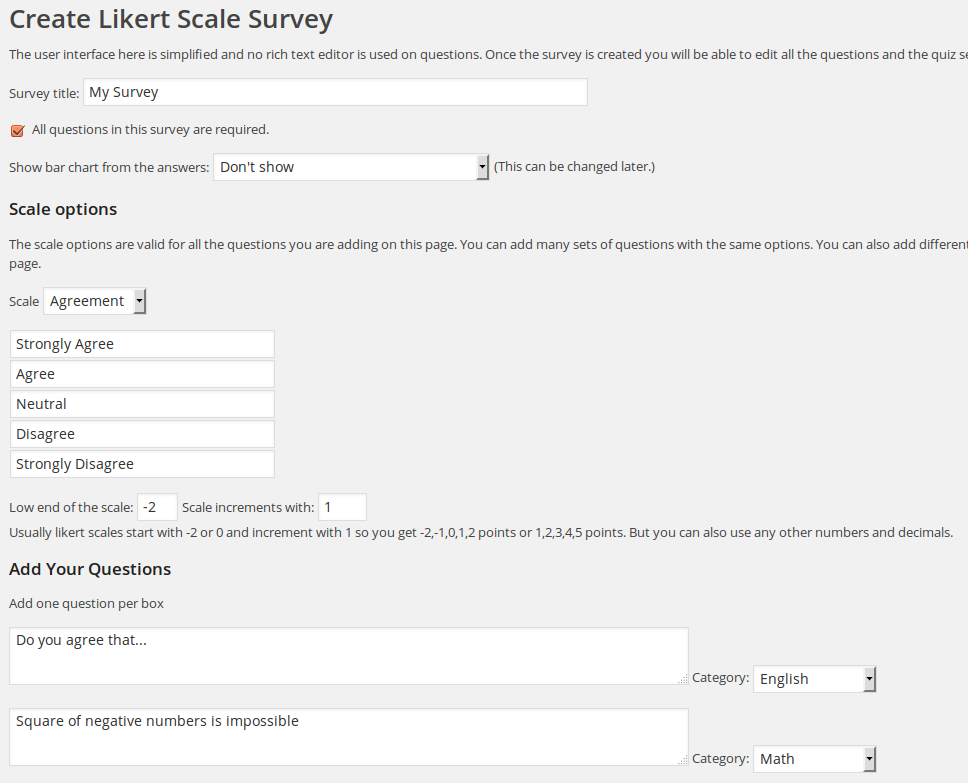 Create Likert Scale Survey
The user interface here is simplified and no rich text editor is used on questions. Once the survey is created you will be able to edit all the questions and the quiz
Survey title: My Survey
All questions in this survey are required.
Show bar chart from the answers: Don't show (This can be changed later.)
Scale options
The scale options are valid for all the questions you are adding on this page. You can add many sets of questions with the same options. You can also add different
page.
Scale Agreement
Strongly Agree
Agree
Neutral
Disagree
Strongly Disagree
Low end of the scale: -2 Scale increments with: 1
Usually likert scales start with -2 or 0 and increment with 1 so you get -2,-1,0,1,2 points or 1,2,3,4,5 points. But you can also use any other numbers and decimals.
Add Your Questions
Add one question per box
Do you agree that...
Category: English
Square of negative numbers is impossible
Category: Math